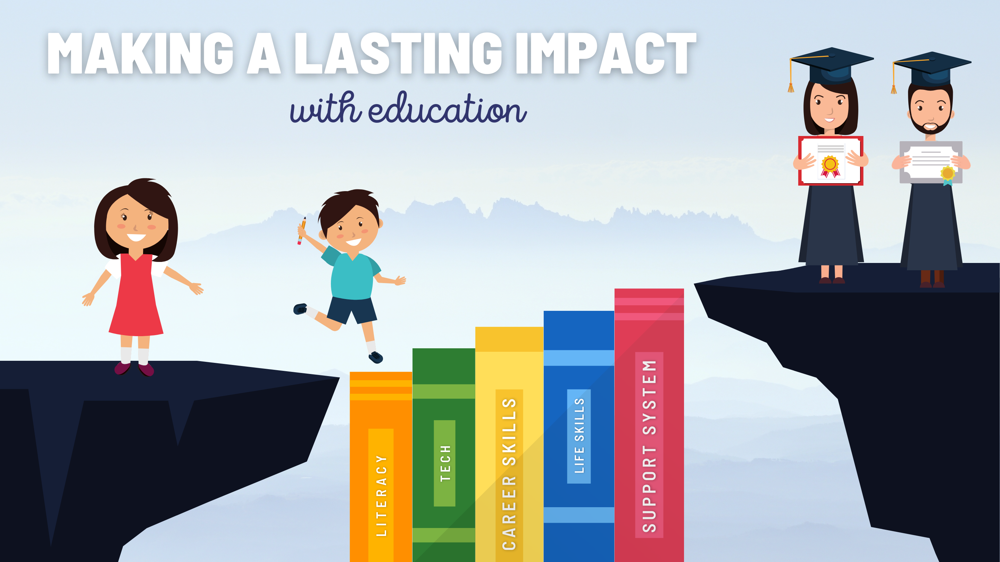 MAKING A LASTING IMPACT
with education
LITERACY
TECH
CAREER SKILLS
LIFE SKILLS
SUPPORT SYSTEM